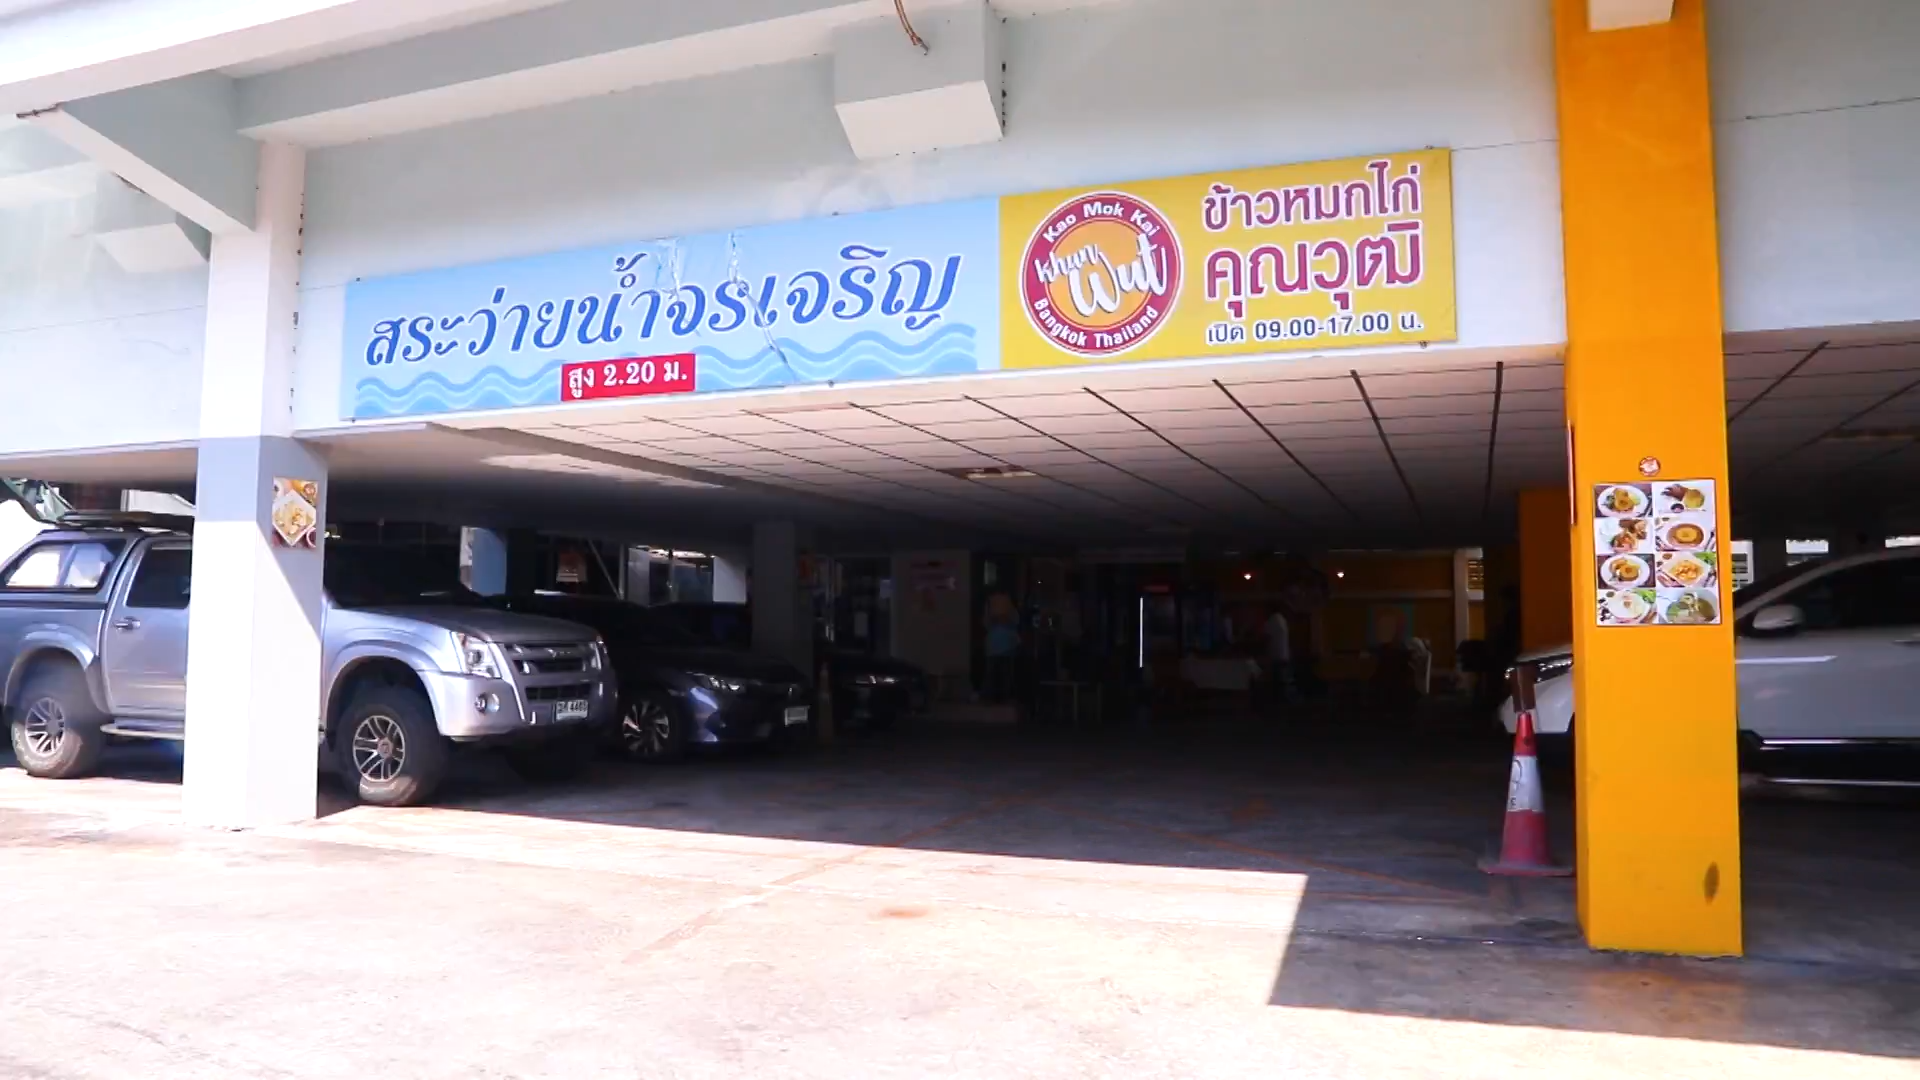 สระว่ายน้ำจรเจริญ
สูง 2.20 ม.
Kao Mok Kai
Khun
Wut
Bangkok Thailand
ข้าวหมกไก่
คุณวุฒิ
เปิด 09.00-17.00 น.